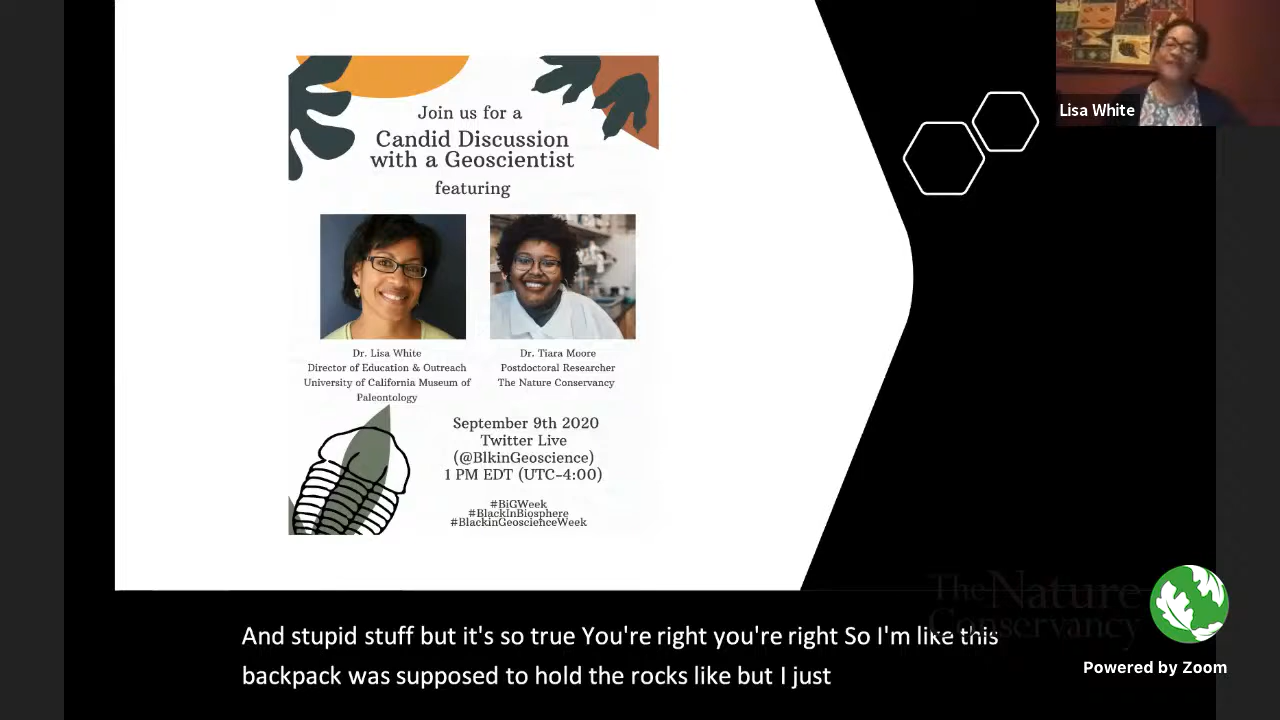 Join us for a
Candid Discussion
with a Geoscientist
featuring
Dr. Lisa White
Director of Education & Outreach
University of California Museum of
Paleontology
Dr. Tiara Moore
Postdoctoral Researcher
The Nature Conservancy
September 9th 2020
Twitter Live
(@BlkinGeoscience)
1 PM EDT (UTC-4:00)
#BiGWeek
#BlackInBiosphere
#BlackinGeoscienceWeek
Lisa White
The Nature
Conservancy
And stupid stuff but it's so true You're right you're right So I'm like this
backpack was supposed to hold the rocks like but I just
Powered by Zoom